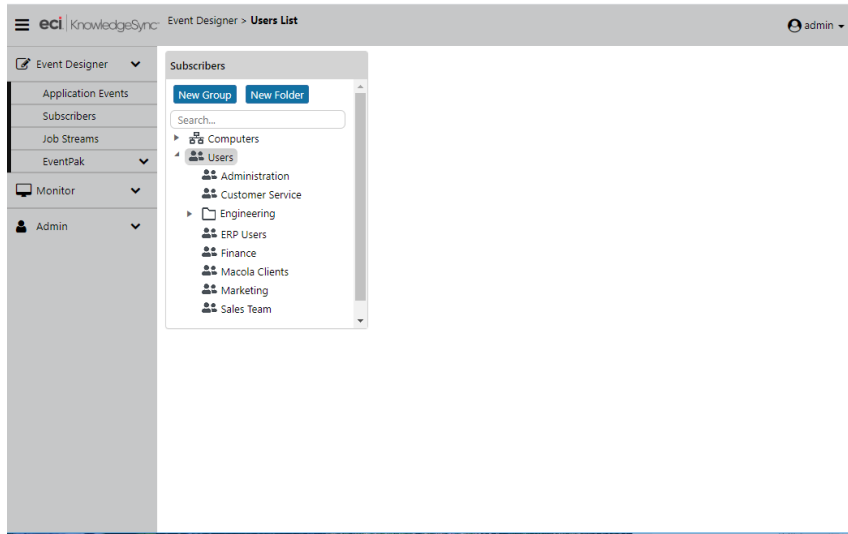 eci KnowledgeSync
Event Designer > Users List
admin
Event Designer
Application Events
Subscribers
Job Streams
EventPak
Monitor
Admin
Subscribers
New Group New Folder
Search...
Computers
Users
Administration
Customer Service
Engineering
ERP Users
Finance
Macola Clients
Marketing
Sales Team